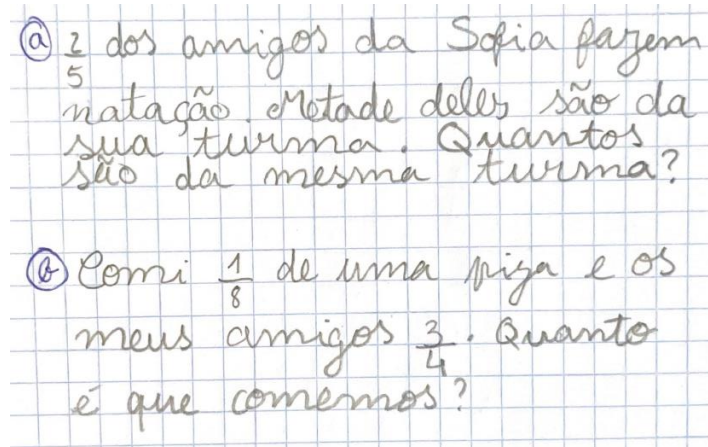 a 2/5 dos amigos da Sofia fazem
natação. Metade deles são da
sua turma. Quantos
são da mesma turma?
b Comi 1/8 de uma piza e os
meus amigos 3/4. Quanto
é que comemos?